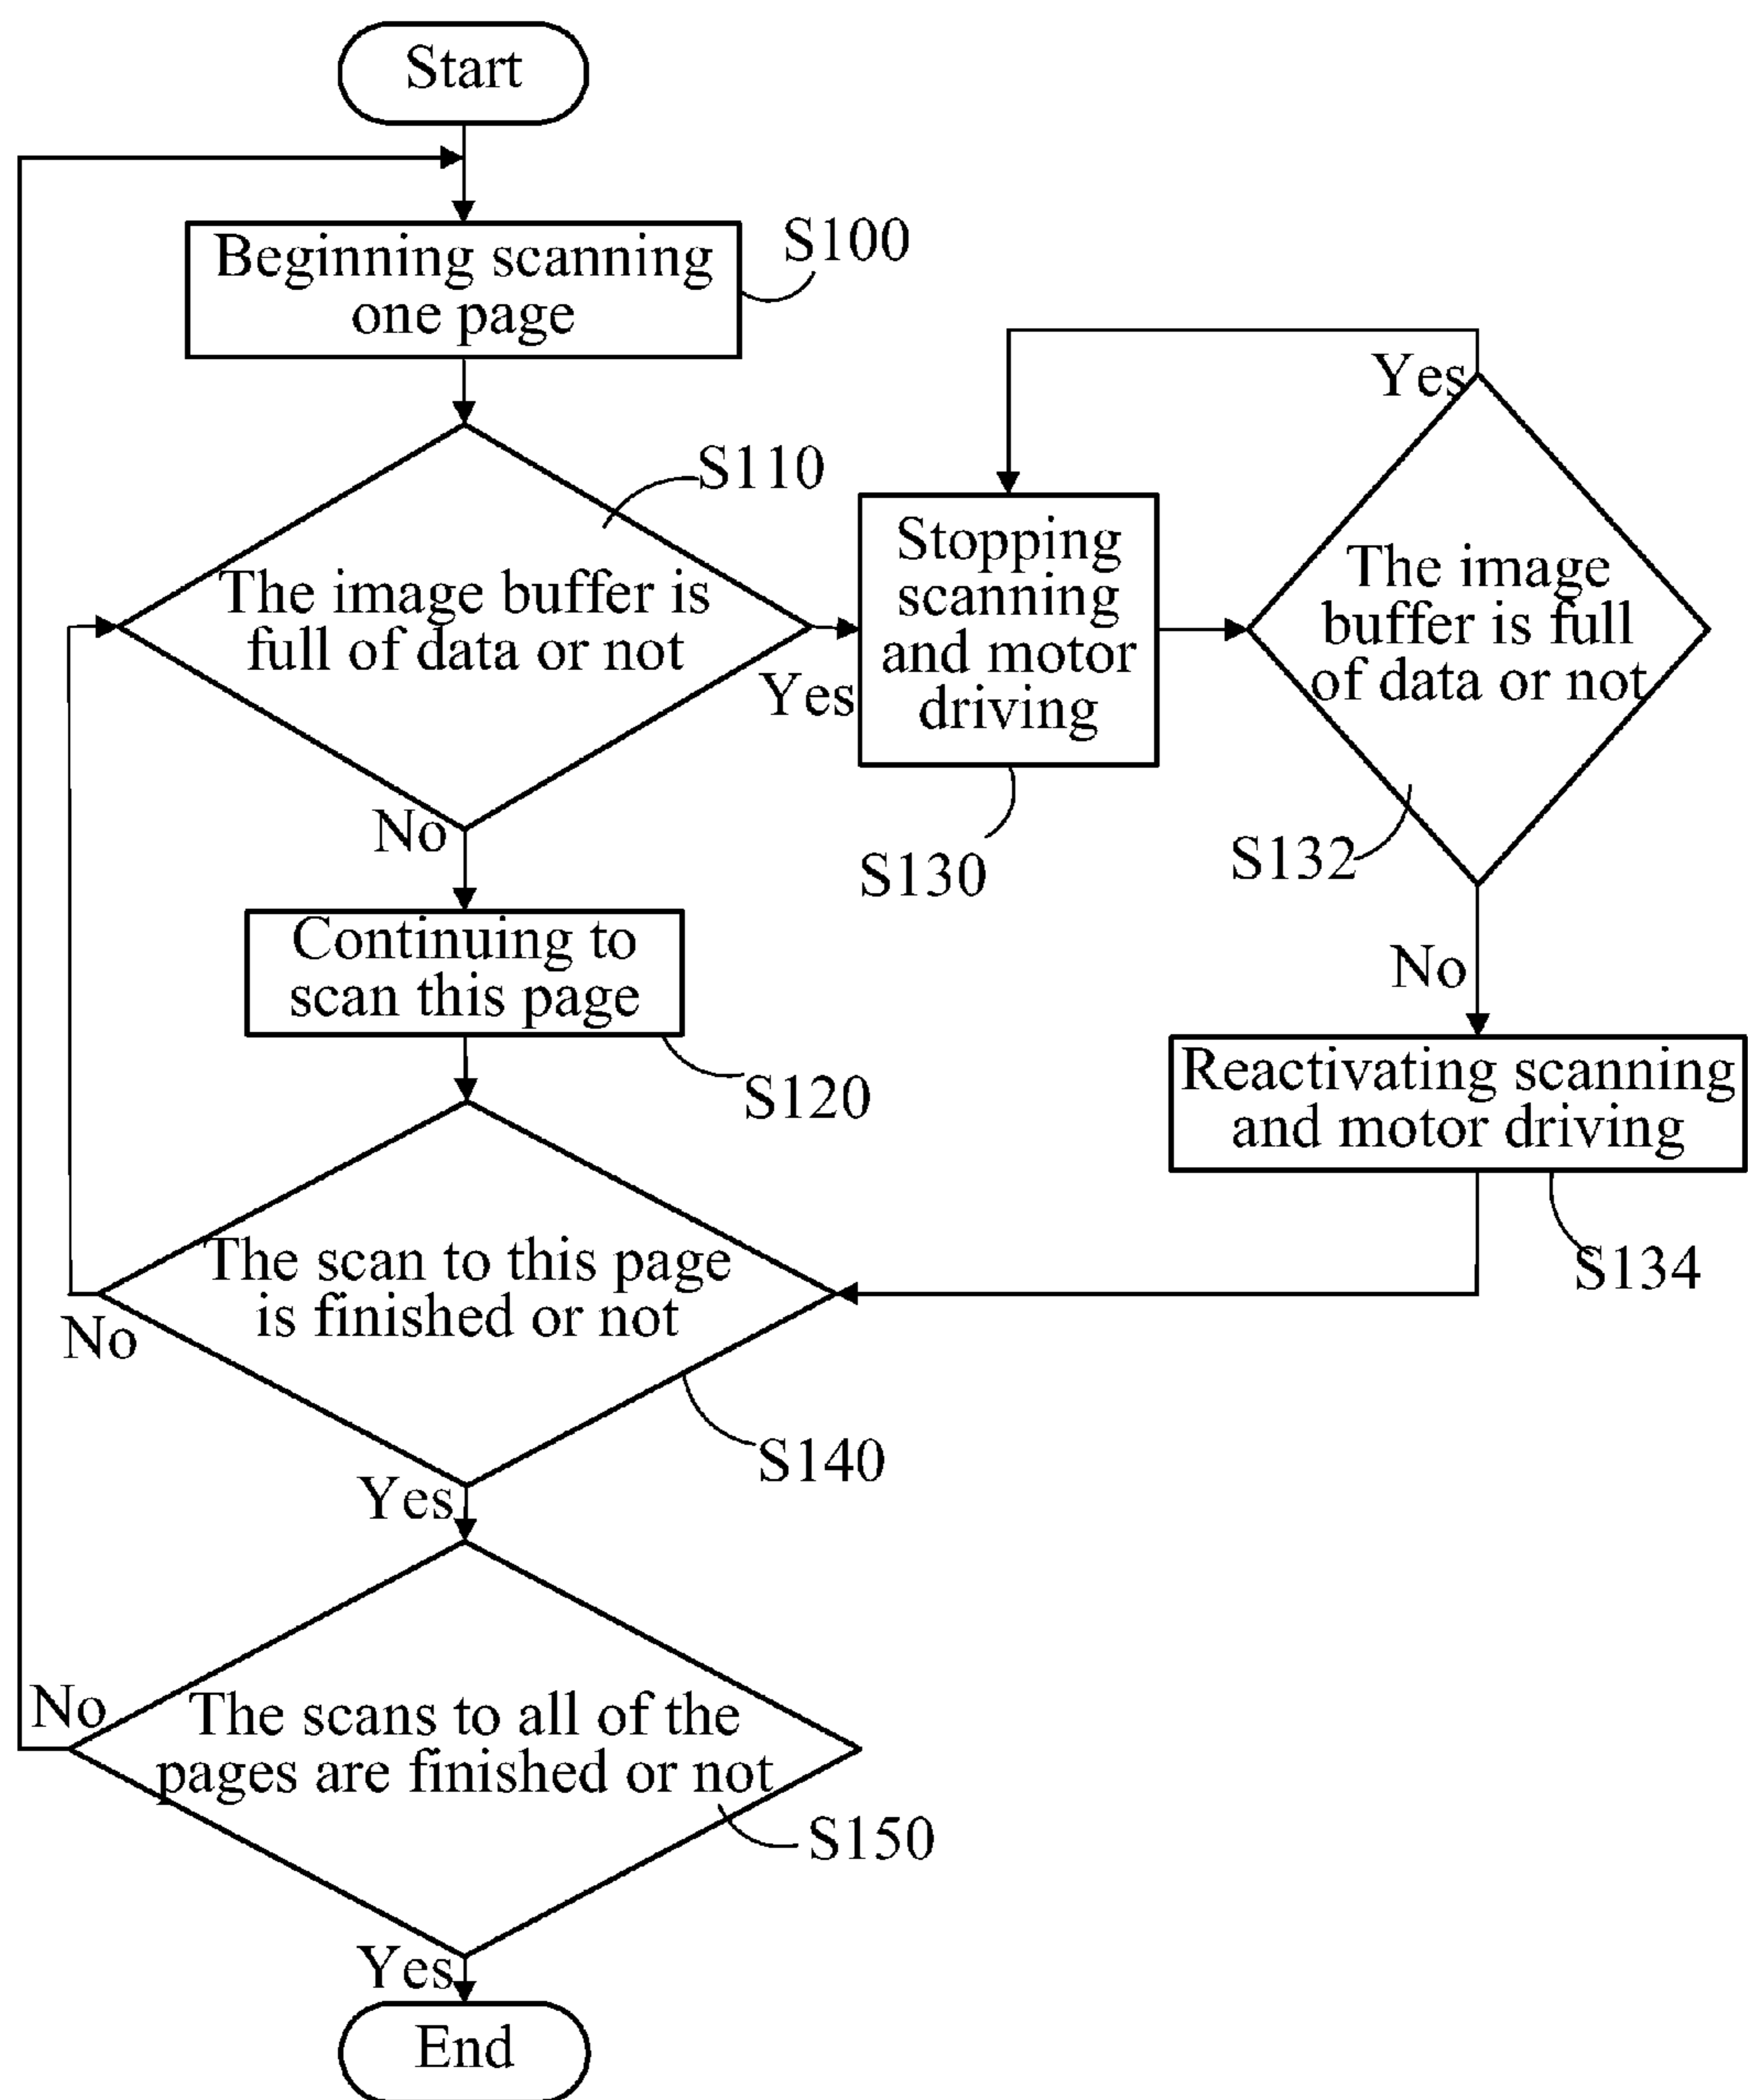 Start
Beginning scanning
one page
S100
S110
The image buffer is
full of data or not
Yes
No
Stopping
scanning
and motor
driving
S130
Yes
The image
buffer is full
of data or not
S132
No
Continuing to
scan this page
S120
Reactivating scanning
and motor driving
S134
The scan to this page
is finished or not
No
S140
Yes
The scans to all of the
pages are finished or not
No
S150
Yes
End